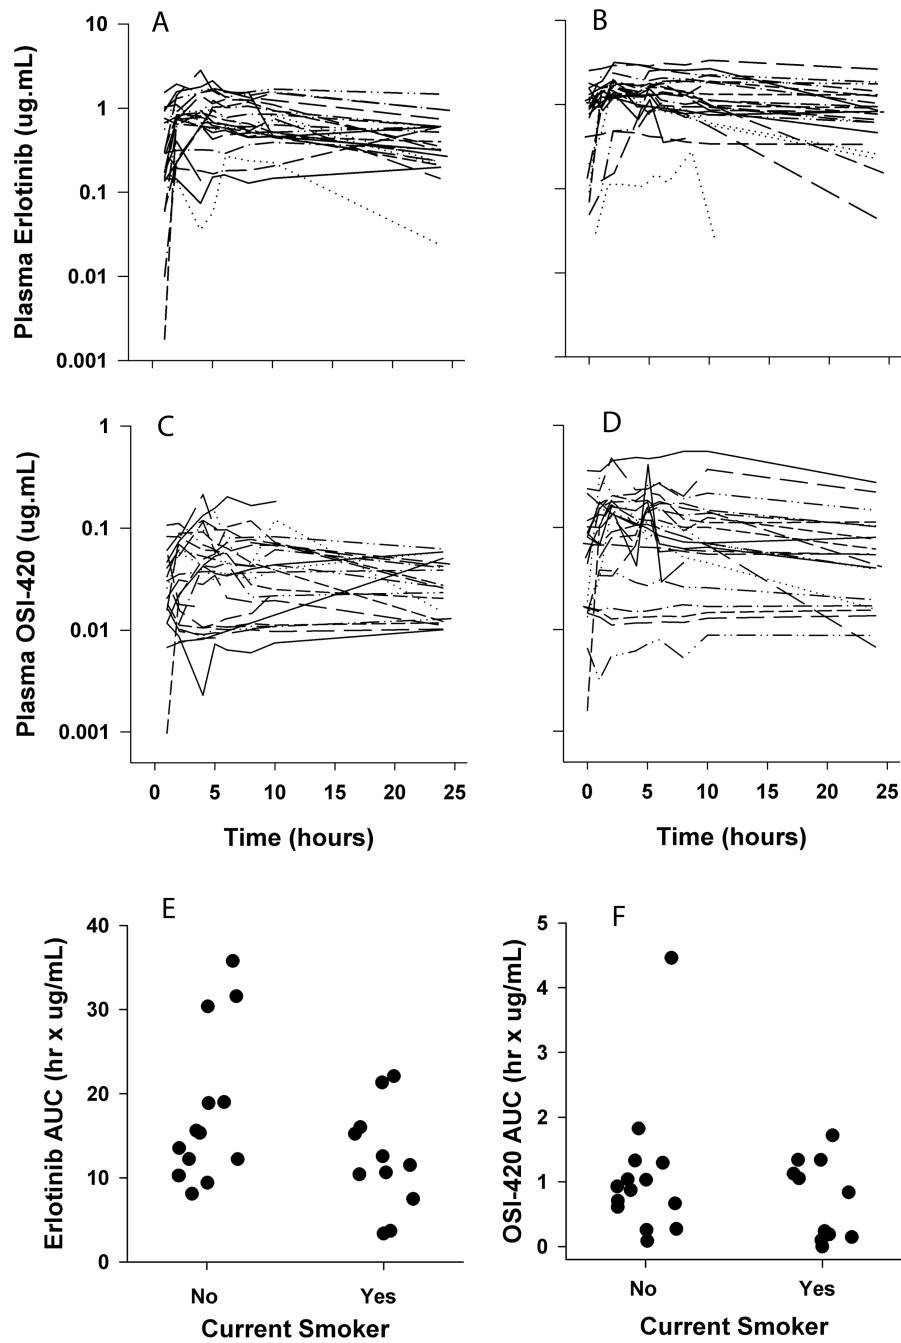 A
B
10
1
0.1
0.01
0.001
Plasma Erlotinib (ug.mL)
C
D
1
0.1
0.01
0.001
Plasma OSI-420 (ug.mL)
0 5 10 15 20 25
0 5 10 15 20 25
Time (hours)
Time (hours)
E
F
40
30
20
10
0
Erlotinib AUC (hr x ug/mL)
5
4
3
2
1
0
OSI-420 AUC (hr x ug/mL)
No Yes
No Yes
Current Smoker
Current Smoker